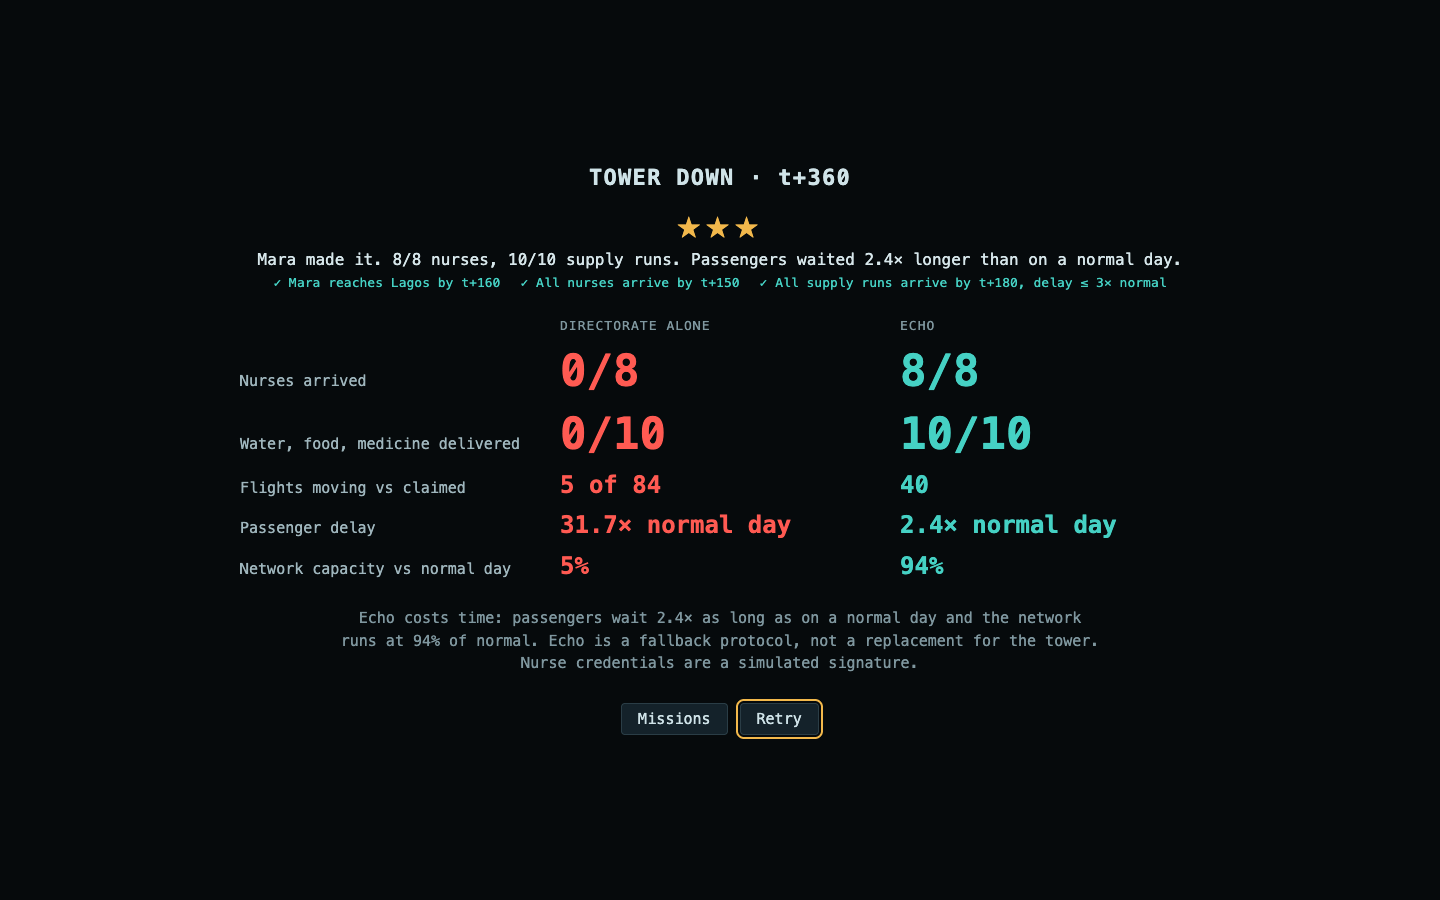 TOWER DOWN · t+360
★★★
Mara made it. 8/8 nurses, 10/10 supply runs. Passengers waited 2.4× longer than on a normal day.
✓ Mara reaches Lagos by t+160 ✓ All nurses arrive by t+150 ✓ All supply runs arrive by t+180, delay ≤ 3× normal
DIRECTORATE ALONE ECHO
Nurses arrived 0/8 8/8
Water, food, medicine delivered 0/10 10/10
Flights moving vs claimed 5 of 84 40
Passenger delay 31.7× normal day 2.4× normal day
Network capacity vs normal day 5% 94%
Echo costs time: passengers wait 2.4× as long as on a normal day and the network
runs at 94% of normal. Echo is a fallback protocol, not a replacement for the tower.
Nurse credentials are a simulated signature.
Missions Retry